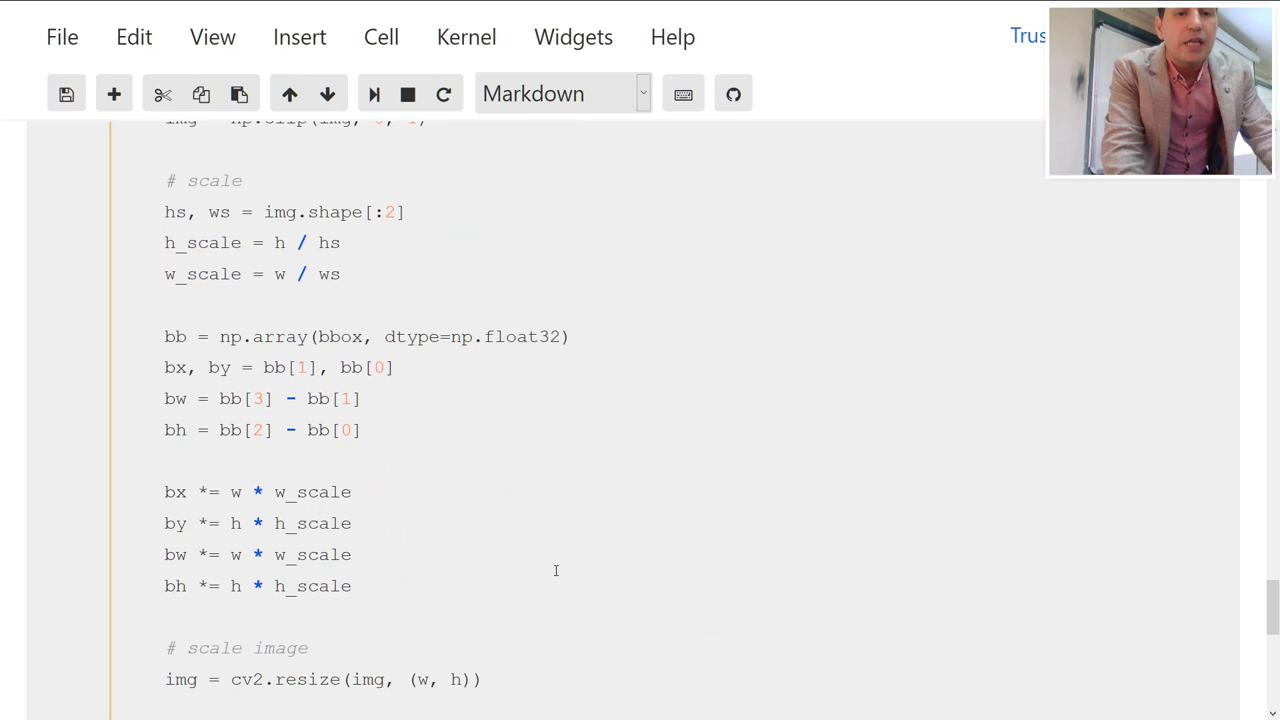 File Edit View Insert Cell Kernel Widgets Help
Trus
Markdown
# scale
hs, ws = img.shape[:2]
h_scale = h / hs
w_scale = w / ws
bb = np.array(bbox, dtype=np.float32)
bx, by = bb[1], bb[0]
bw = bb[3] - bb[1]
bh = bb[2] - bb[0]
bx *= w * w_scale
by *= h * h_scale
bw *= w * w_scale
bh *= h * h_scale
# scale image
img = cv2.resize(img, (w, h))